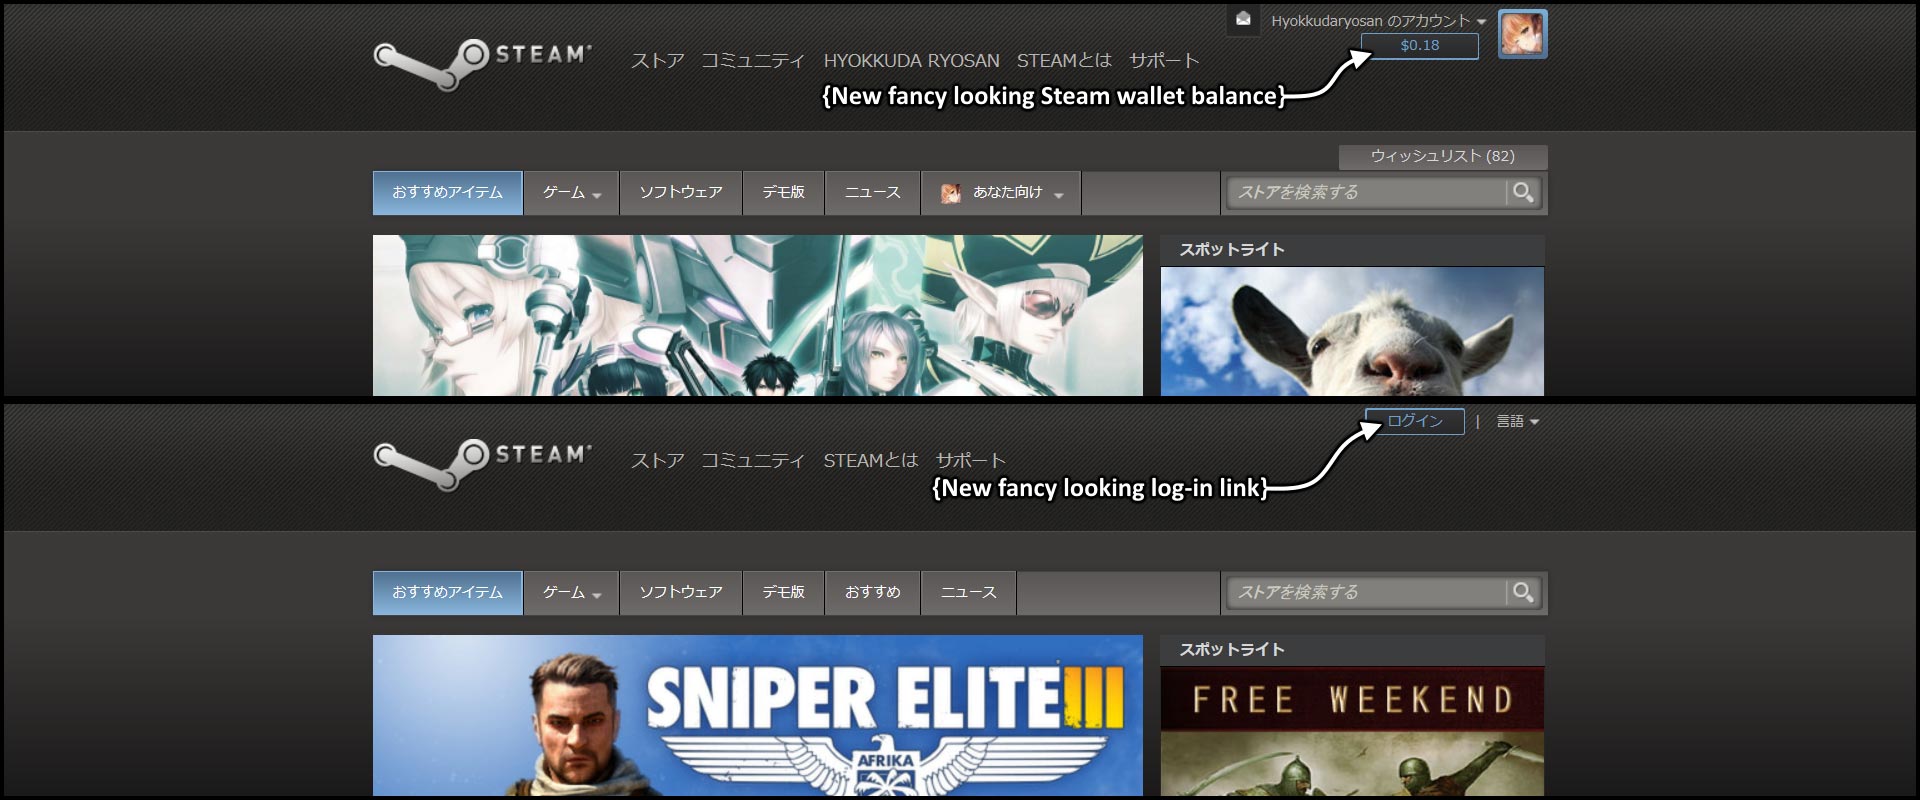 Hyokkudaryosan のアカウント
$0.18
STEAM®
ストア コミュニティ HYOKKUDA RYOSAN STEAMとは サポート
{New fancy looking Steam wallet balance}
ウィッシュリスト (82)
おすすめアイテム ゲーム ソフトウェア デモ版 ニュース あなた向け ストアを検索する
スポットライト
ログイン | 言語
STEAM®
ストア コミュニティ STEAMとは サポート
{New fancy looking log-in link}
おすすめアイテム ゲーム ソフトウェア デモ版 おすすめ ニュース ストアを検索する
スポットライト
SNIPER ELITE III
FREE WEEKEND
AFRIKA